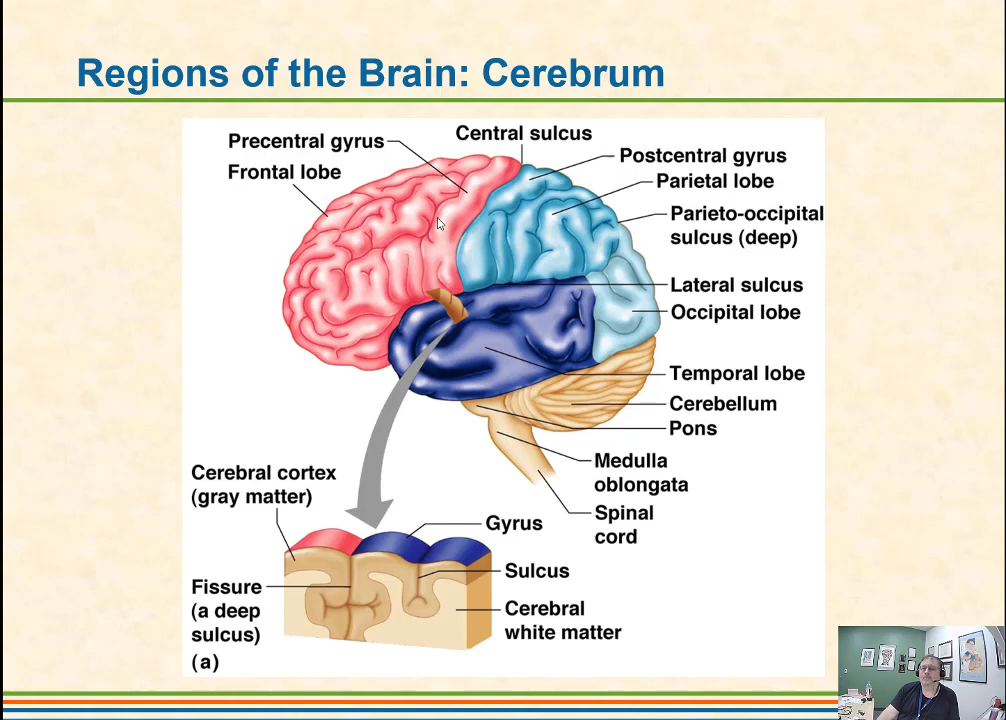 Regions of the Brain: Cerebrum
Precentral gyrus
Central sulcus
Frontal lobe
Postcentral gyrus
Parietal lobe
Parieto-occipital
sulcus (deep)
Lateral sulcus
Occipital lobe
Temporal lobe
Cerebellum
Pons
Medulla
oblongata
Spinal
cord
Cerebral cortex
(gray matter)
Gyrus
Sulcus
Fissure
(a deep
sulcus)
Cerebral
white matter
(a)